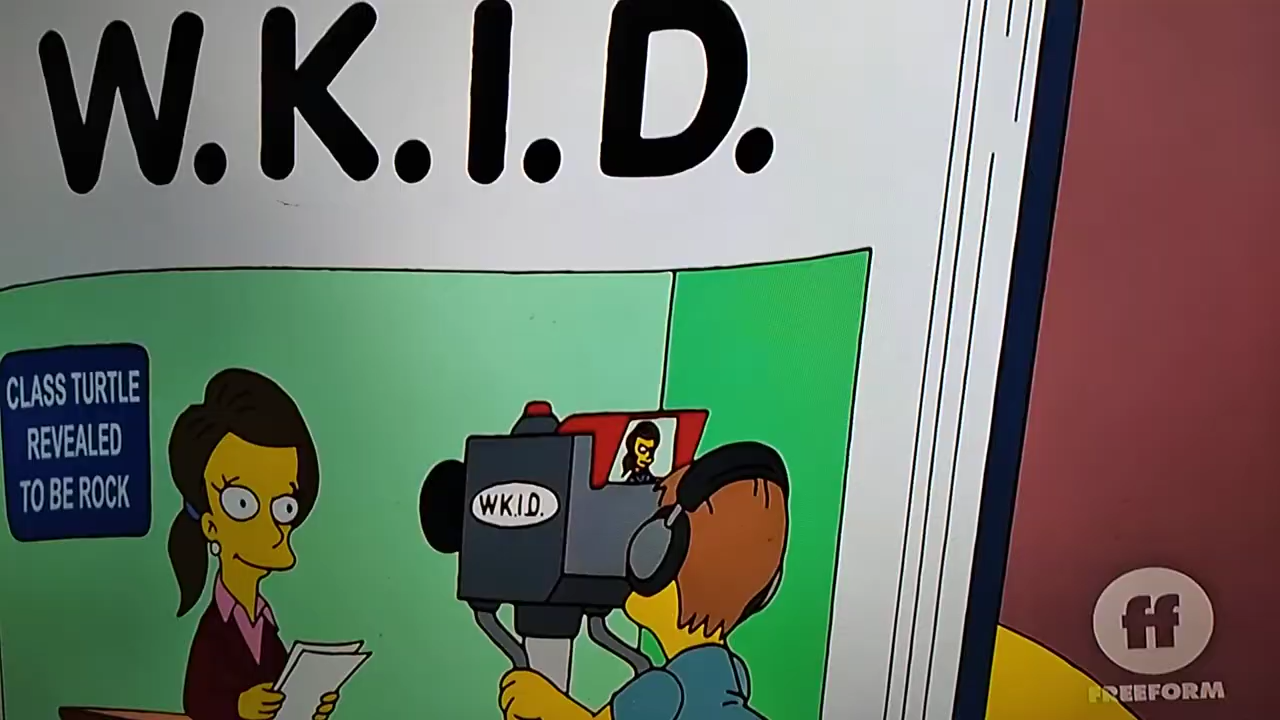 W.K.I.D.
CLASS TURTLE
REVEALED
TO BE ROCK
W.K.I.D.
ff
FREEFORM